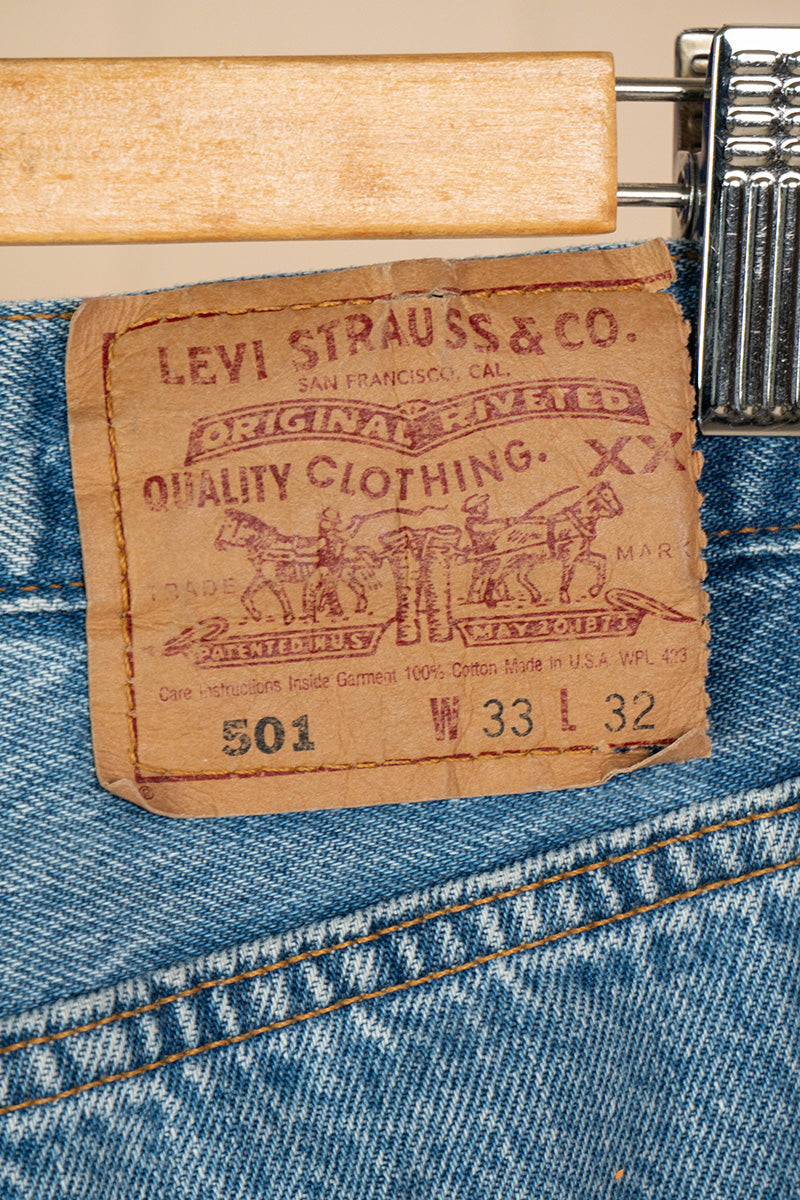 LEVI STRAUSS & CO.
SAN FRANCISCO, CAL.
ORIGINAL RIVETED
QUALITY CLOTHING. XX
TRADE MARK
PATENTED IN U.S. MAY 20, 1873
Care Instructions Inside Garment 100% Cotton Made in U.S.A. WPL 423
501 W 33 L 32
®